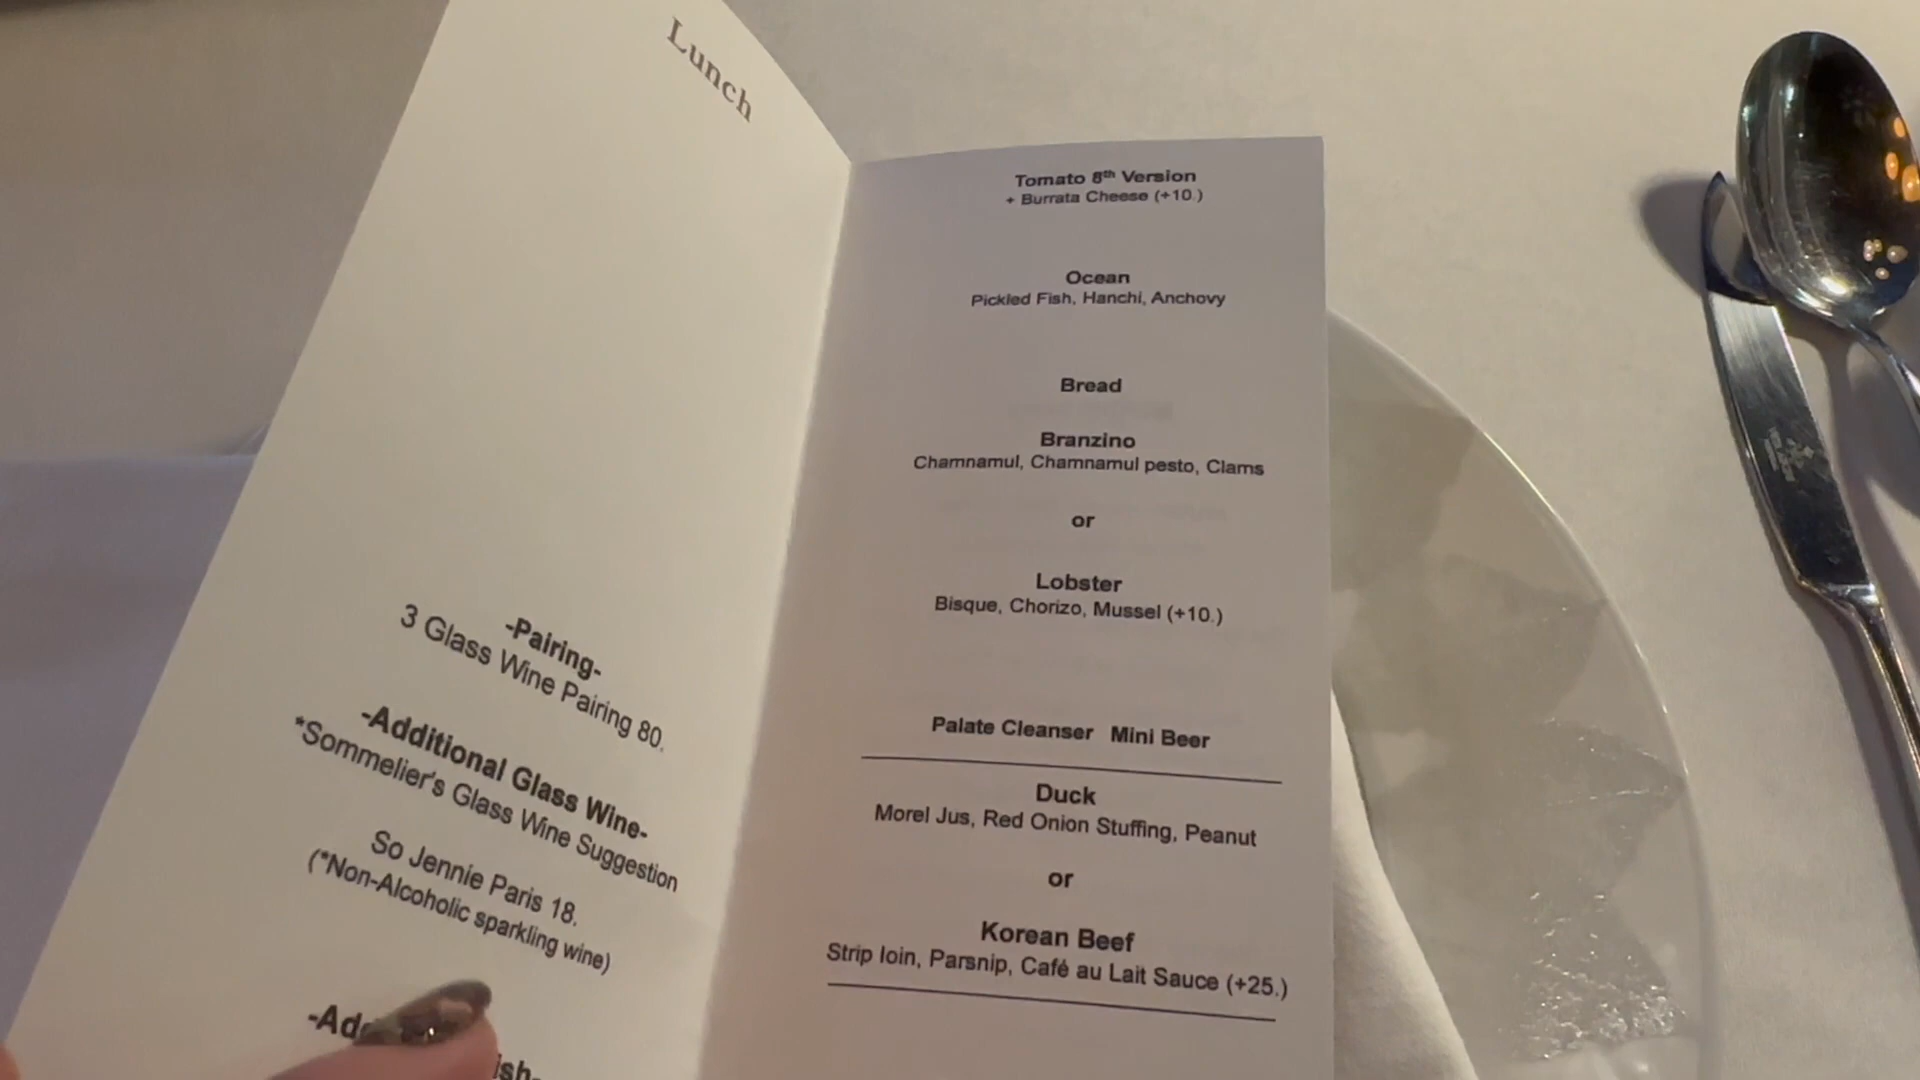 Lunch
-Pairing-
3 Glass Wine Pairing 80.
-Additional Glass Wine-
*Sommelier's Glass Wine Suggestion
So Jennie Paris 18.
(*Non-Alcoholic sparkling wine)
Tomato 8th Version
+ Burrata Cheese (+10.)
Ocean
Pickled Fish, Hanchi, Anchovy
Bread
Branzino
Chamnamul, Chamnamul pesto, Clams
or
Lobster
Bisque, Chorizo, Mussel (+10.)
Palate Cleanser Mini Beer
Duck
Morel Jus, Red Onion Stuffing, Peanut
or
Korean Beef
Strip loin, Parsnip, Café au Lait Sauce (+25.)